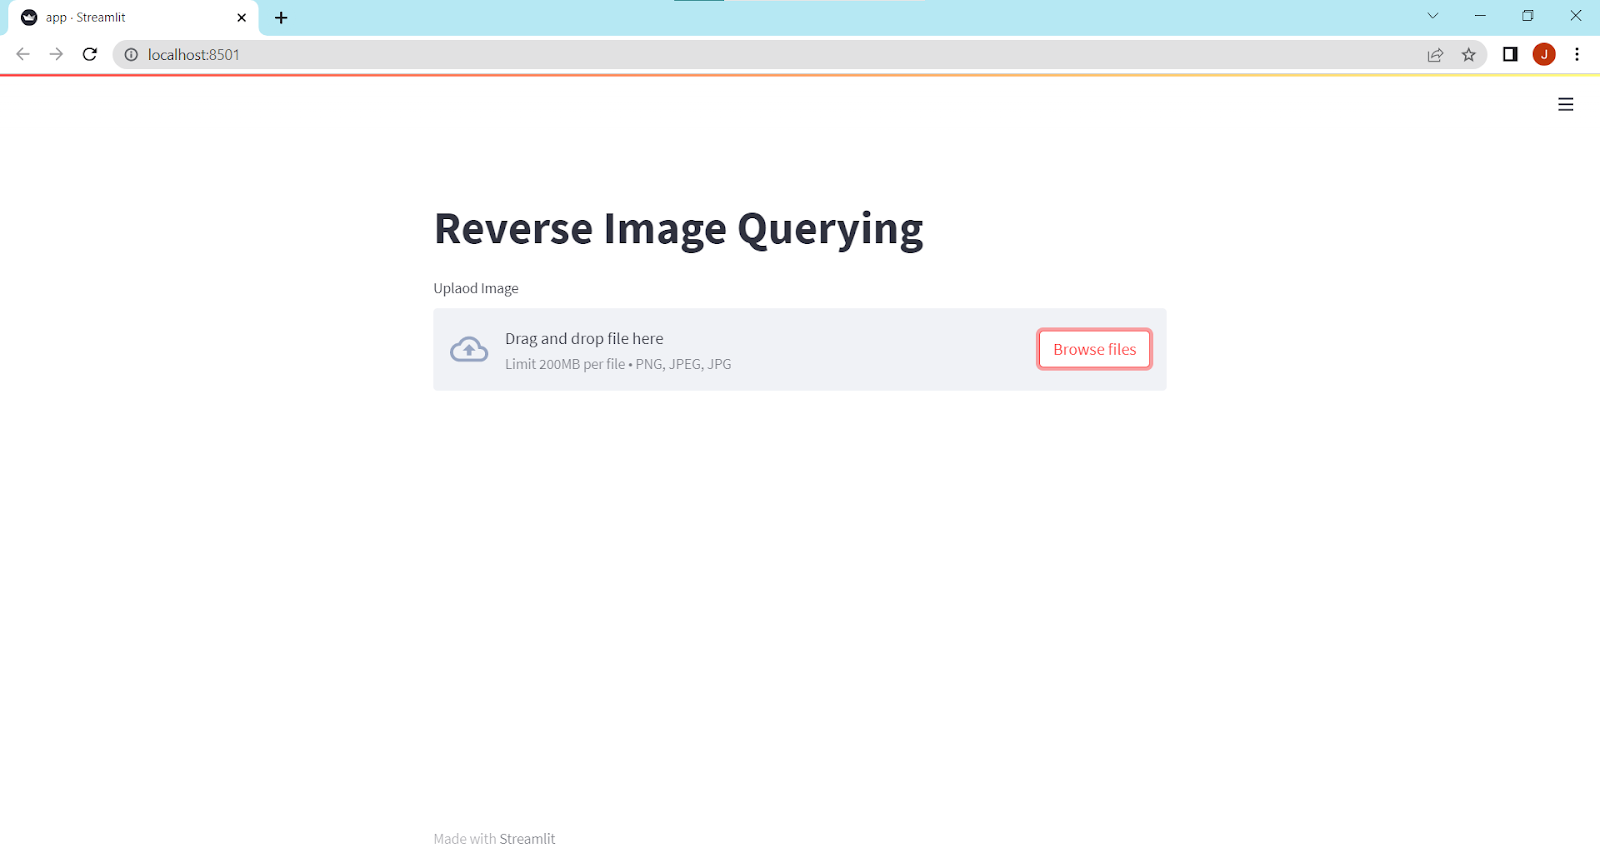 app · Streamlit
localhost:8501
J
Reverse Image Querying
Uplaod Image
Drag and drop file here
Limit 200MB per file • PNG, JPEG, JPG
Browse files
Made with Streamlit